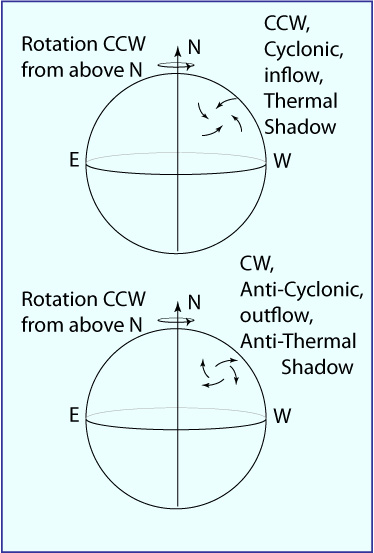 Rotation CCW
from above N
N
CCW,
Cyclonic,
inflow,
Thermal
Shadow
E
W
Rotation CCW
from above N
N
CW,
Anti-Cyclonic,
outflow,
Anti-Thermal
Shadow
E
W